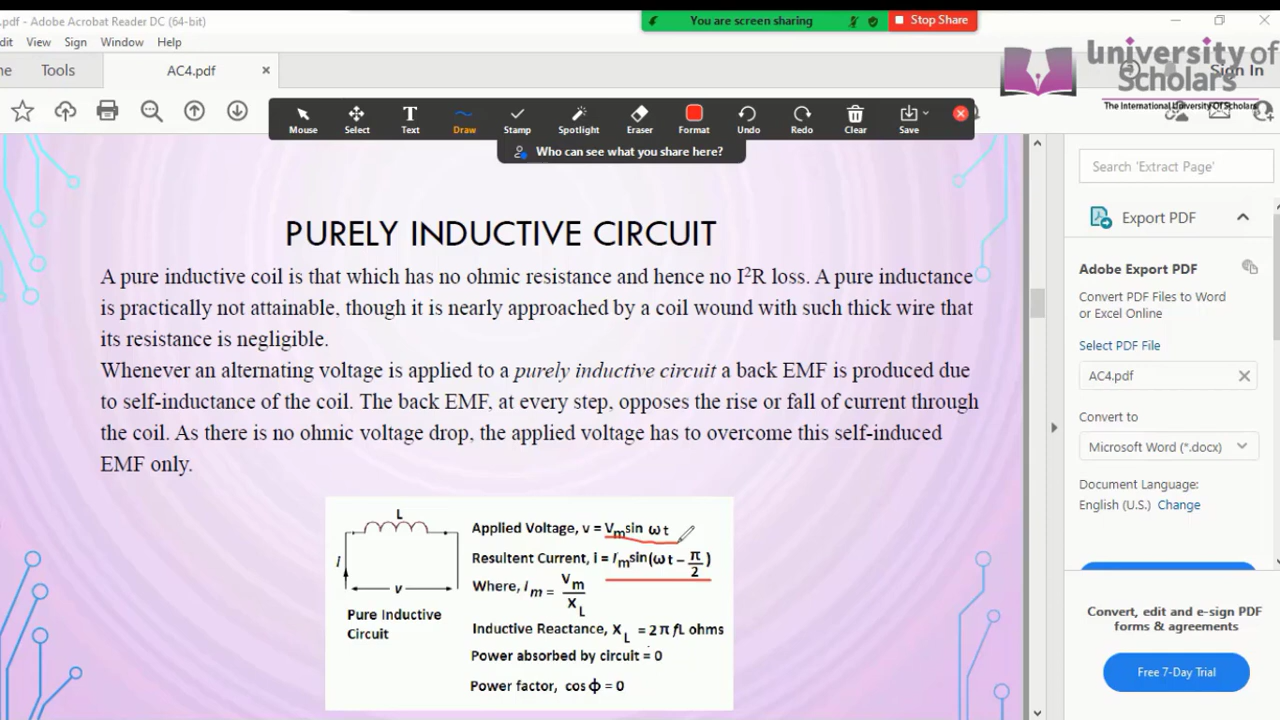 .pdf - Adobe Acrobat Reader DC (64-bit)
You are screen sharing
Stop Share
dit View Sign Window Help
university of
Scholars
The International University Of Scholars
ne Tools AC4.pdf
Sign In
Mouse Select Text Draw Stamp Spotlight Eraser Format Undo Redo Clear Save
Who can see what you share here?
PURELY INDUCTIVE CIRCUIT
A pure inductive coil is that which has no ohmic resistance and hence no I²R loss. A pure inductance
is practically not attainable, though it is nearly approached by a coil wound with such thick wire that
its resistance is negligible.
Whenever an alternating voltage is applied to a purely inductive circuit a back EMF is produced due
to self-inductance of the coil. The back EMF, at every step, opposes the rise or fall of current through
the coil. As there is no ohmic voltage drop, the applied voltage has to overcome this self-induced
EMF only.
L
i
v
Pure Inductive
Circuit
Applied Voltage, v = Vm sin ωt
Resultent Current, i = Im sin(ωt − π/2)
Where, Im = Vm/XL
Inductive Reactance, XL = 2π fL ohms
Power absorbed by circuit = 0
Power factor, cos ϕ = 0
Search 'Extract Page'
Export PDF
Adobe Export PDF
Convert PDF Files to Word
or Excel Online
Select PDF File
AC4.pdf
Convert to
Microsoft Word (*.docx)
Document Language:
English (U.S.) Change
Convert, edit and e-sign PDF
forms & agreements
Free 7-Day Trial